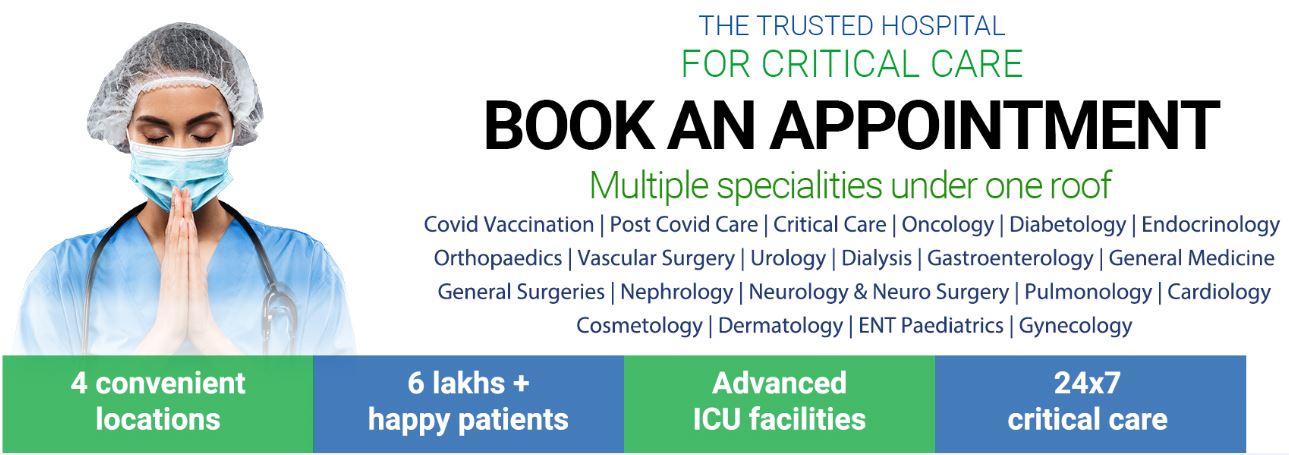 THE TRUSTED HOSPITAL
FOR CRITICAL CARE
BOOK AN APPOINTMENT
Multiple specialities under one roof
Covid Vaccination | Post Covid Care | Critical Care | Oncology | Diabetology | Endocrinology
Orthopaedics | Vascular Surgery | Urology | Dialysis | Gastroenterology | General Medicine
General Surgeries | Nephrology | Neurology & Neuro Surgery | Pulmonology | Cardiology
Cosmetology | Dermatology | ENT Paediatrics | Gynecology
4 convenient
locations
6 lakhs +
happy patients
Advanced
ICU facilities
24x7
critical care